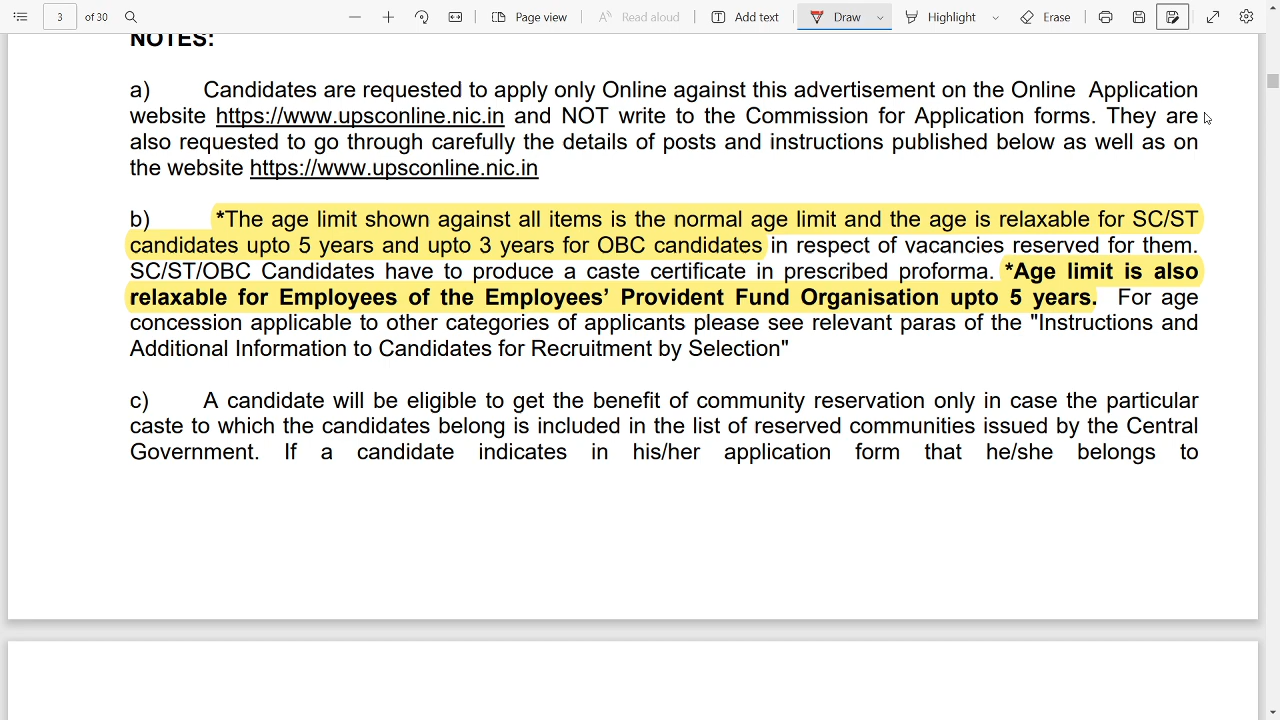 3 of 30 Page view Read aloud Add text Draw Highlight Erase
NOTES:
a) Candidates are requested to apply only Online against this advertisement on the Online Application
website https://www.upsconline.nic.in and NOT write to the Commission for Application forms. They are
also requested to go through carefully the details of posts and instructions published below as well as on
the website https://www.upsconline.nic.in
b) *The age limit shown against all items is the normal age limit and the age is relaxable for SC/ST
candidates upto 5 years and upto 3 years for OBC candidates in respect of vacancies reserved for them.
SC/ST/OBC Candidates have to produce a caste certificate in prescribed proforma. *Age limit is also
relaxable for Employees of the Employees’ Provident Fund Organisation upto 5 years. For age
concession applicable to other categories of applicants please see relevant paras of the "Instructions and
Additional Information to Candidates for Recruitment by Selection"
c) A candidate will be eligible to get the benefit of community reservation only in case the particular
caste to which the candidates belong is included in the list of reserved communities issued by the Central
Government. If a candidate indicates in his/her application form that he/she belongs to